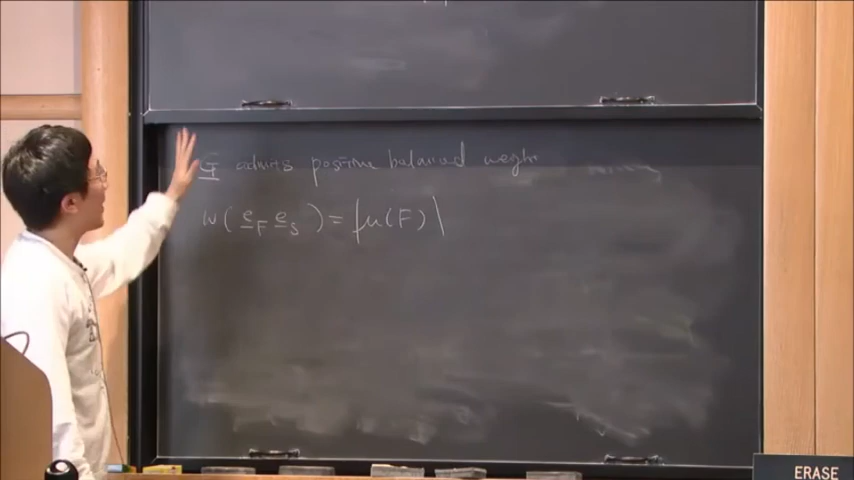 G admits positive balanced weight
w( e_F e_S ) = |μ(F)|
ERASE